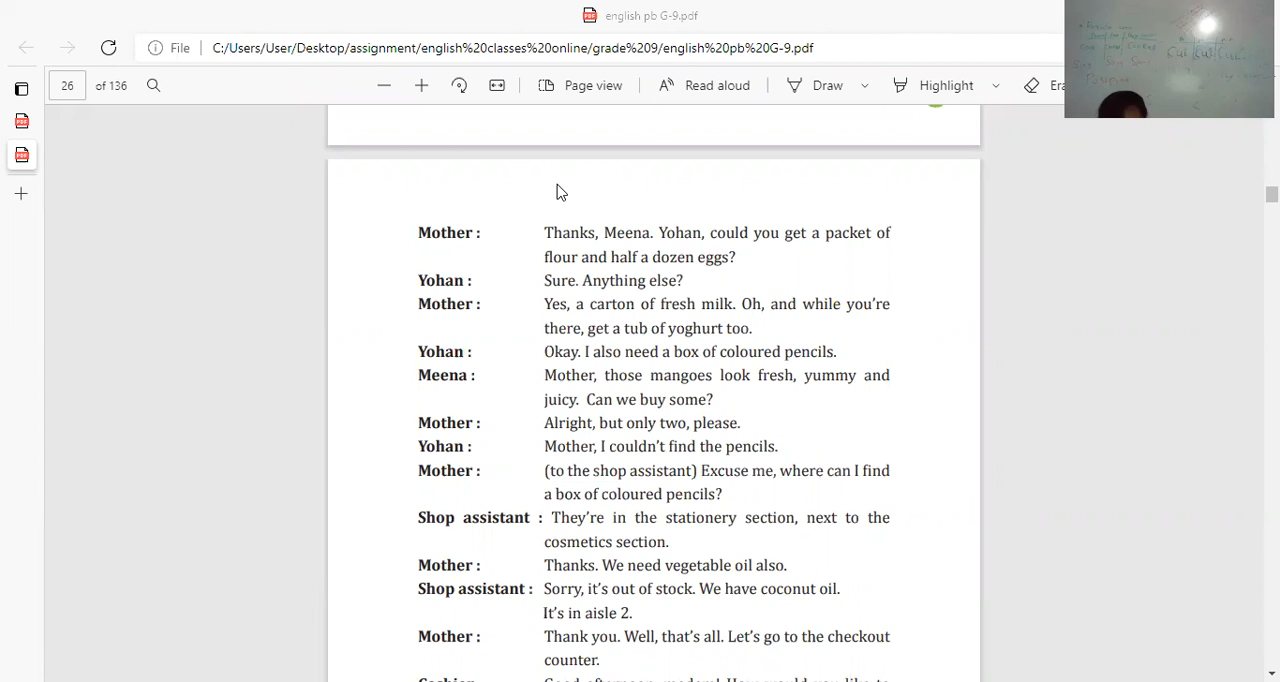 english pb G-9.pdf
File C:/Users/User/Desktop/assignment/english%20classes%20online/grade%209/english%20pb%20G-9.pdf
26 of 136 Page view Read aloud Draw Highlight
Mother : Thanks, Meena. Yohan, could you get a packet of
flour and half a dozen eggs?
Yohan : Sure. Anything else?
Mother : Yes, a carton of fresh milk. Oh, and while you're
there, get a tub of yoghurt too.
Yohan : Okay. I also need a box of coloured pencils.
Meena : Mother, those mangoes look fresh, yummy and
juicy. Can we buy some?
Mother : Alright, but only two, please.
Yohan : Mother, I couldn't find the pencils.
Mother : (to the shop assistant) Excuse me, where can I find
a box of coloured pencils?
Shop assistant : They're in the stationery section, next to the
cosmetics section.
Mother : Thanks. We need vegetable oil also.
Shop assistant : Sorry, it's out of stock. We have coconut oil.
It's in aisle 2.
Mother : Thank you. Well, that's all. Let's go to the checkout
counter.